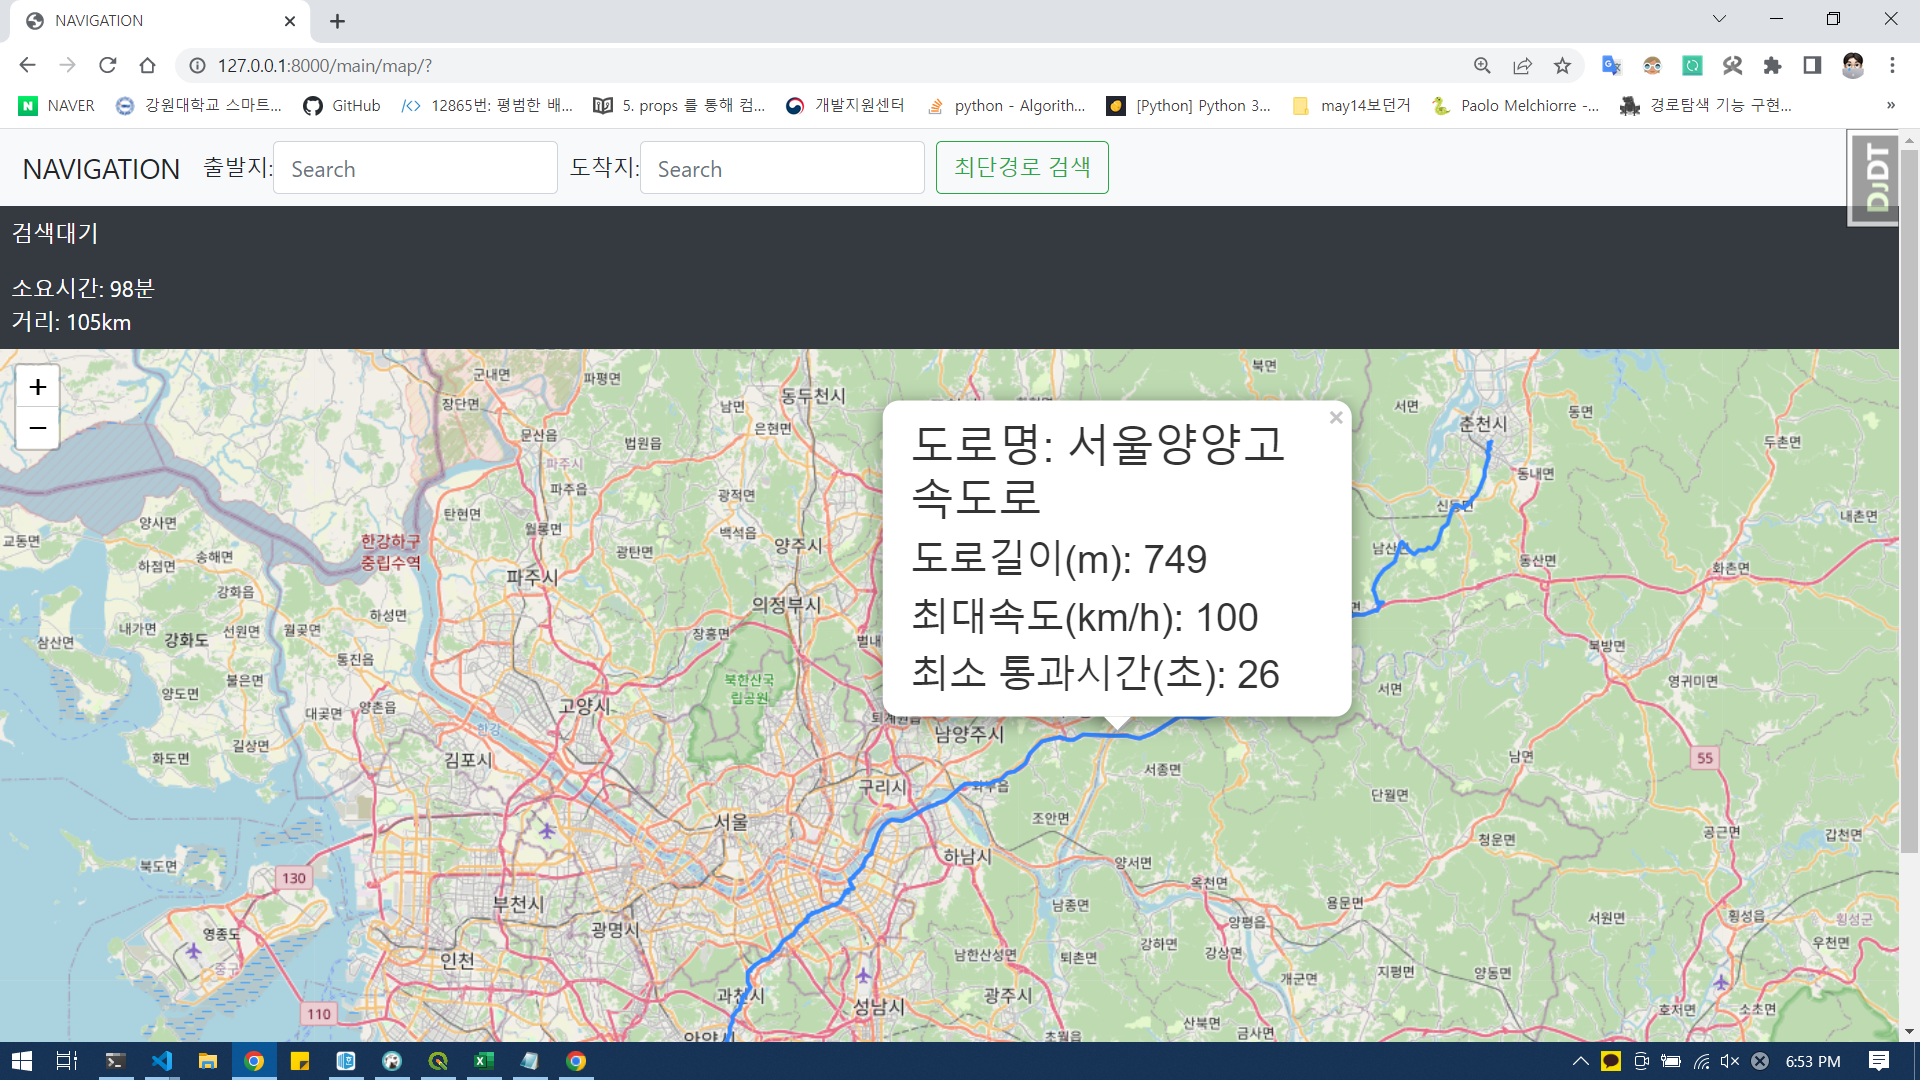 NAVIGATION
127.0.0.1:8000/main/map/?
NAVER
강원대학교 스마트...
GitHub
12865번: 평범한 배...
5. props 를 통해 컴...
개발지원센터
python - Algorith...
[Python] Python 3...
may14보던거
Paolo Melchiorre -...
경로탐색 기능 구현...
»
NAVIGATION 출발지: Search 도착지: Search 최단경로 검색
DjDT
검색대기
소요시간: 98분
거리: 105km
+
−
×
도로명: 서울양양고
속도로
도로길이(m): 749
최대속도(km/h): 100
최소 통과시간(초): 26
군내면
파평면
동두천시
북면
장단면
남면
서면
동면
춘천시
은현면
문산읍
법원읍
두촌면
파주시
동내면
파주읍
광적면
신동면
탄현면
월롱면
백석읍
양사면
내촌면
교동면
송해면
한강하구
중립수역
광탄면
양주시
남산면
하점면
동산면
화촌면
파주시
강화읍
의정부시
하성면
내가면
선원면
월곶면
장흥면
삼산면
강화도
별내
북방면
통진읍
북한산국
립공원
불은면
서면
영귀미면
양도면
대곶면
양촌읍
고양시
퇴계원읍
한강
남양주시
길상면
화도면
김포시
남면
55
서종면
구리시
와부읍
단월면
서울
조안면
청운면
공근면
갑천면
하남시
북도면
양서면
130
옥천면
부천시
남종면
용문면
서원면
횡성읍
횡성군
양평읍
영종도
광명시
우천면
강하면
강상면
중구
인천
남한산성면
퇴촌면
개군면
지평면
양동면
과천시
성남시
광주시
110
호저면
소초면
산북면
금사면
안양시
초월읍
6:53 PM